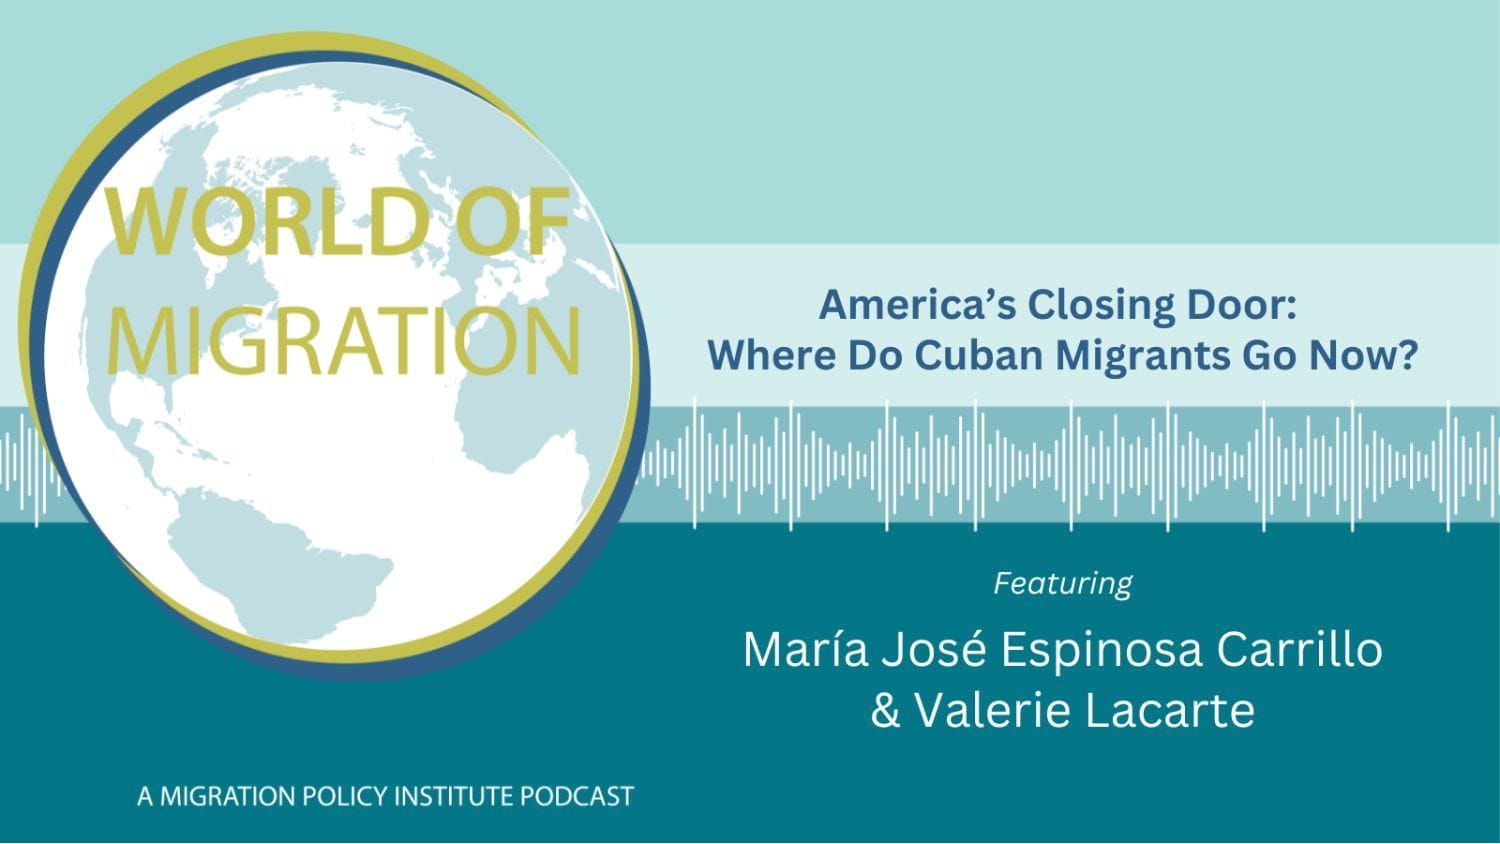 WORLD OF
MIGRATION
America’s Closing Door:
Where Do Cuban Migrants Go Now?
Featuring
María José Espinosa Carrillo
& Valerie Lacarte
A MIGRATION POLICY INSTITUTE PODCAST